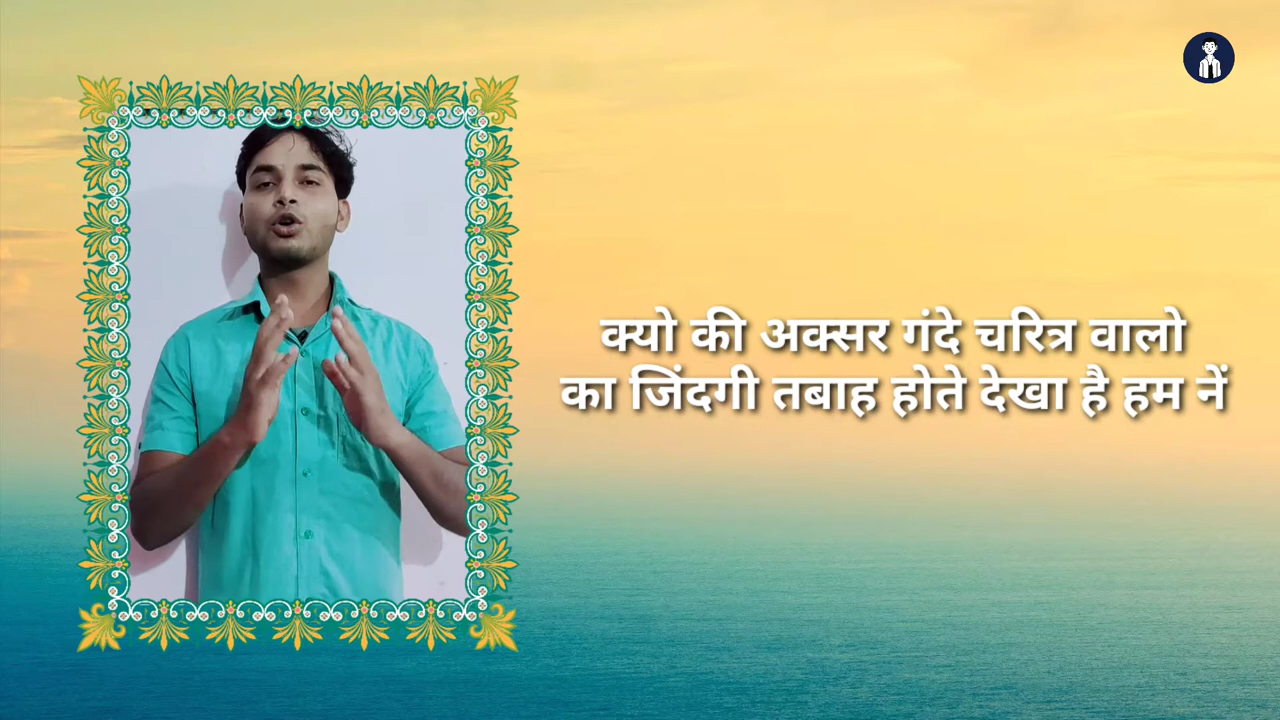 क्यो की अक्सर गंदे चरित्र वालो
का जिंदगी तबाह होते देखा है हम नें